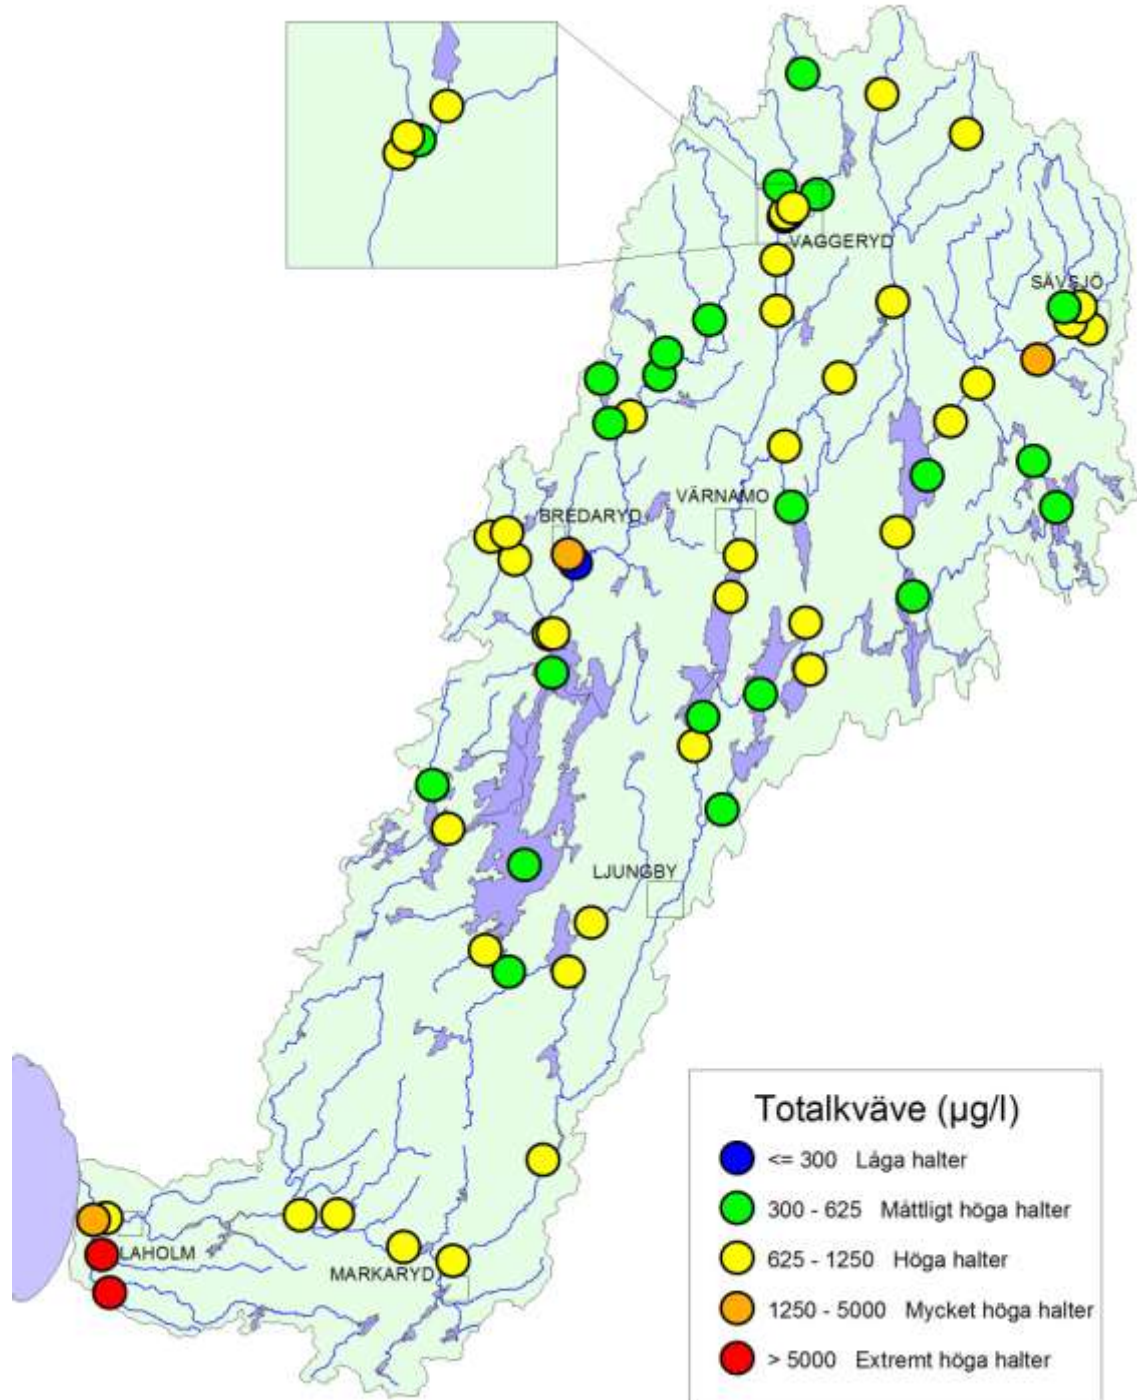 VAGGERYD
SÄVSJÖ
VÄRNAMO
BREDARYD
LJUNGBY
LAHOLM
MARKARYD
Totalkväve (µg/l)
<= 300 Låga halter
300 - 625 Måttligt höga halter
625 - 1250 Höga halter
1250 - 5000 Mycket höga halter
> 5000 Extremt höga halter